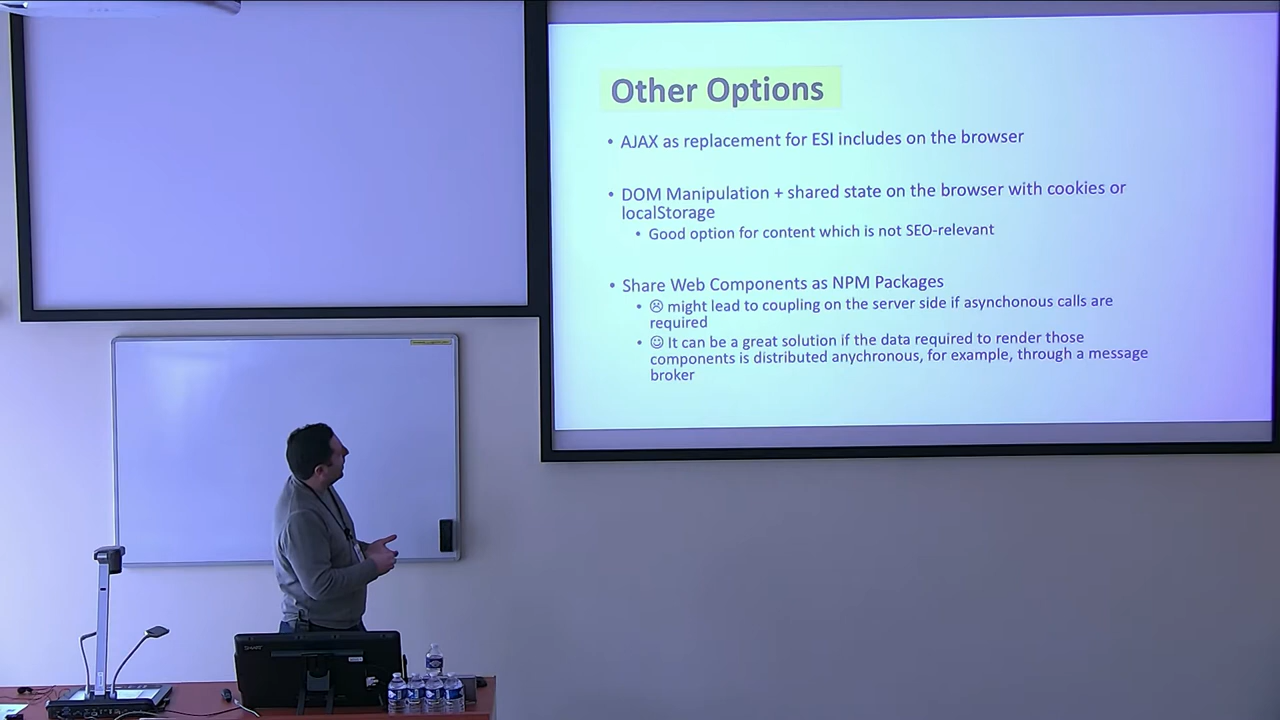 Other Options
• AJAX as replacement for ESI includes on the browser
• DOM Manipulation + shared state on the browser with cookies or
localStorage
• Good option for content which is not SEO-relevant
• Share Web Components as NPM Packages
• ☹ might lead to coupling on the server side if asynchonous calls are
required
• ☺ It can be a great solution if the data required to render those
components is distributed anychronous, for example, through a message
broker